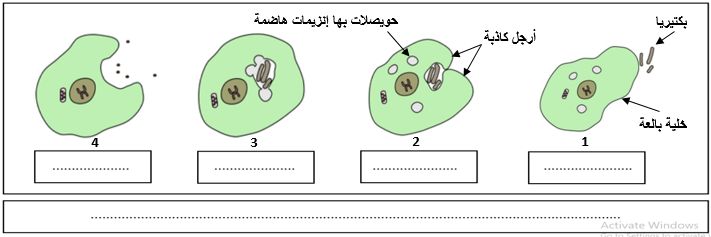 بكتيريا
أرجل كاذبة
حويصلات بها إنزيمات هاضمة
خلية بالعة
1
2
3
4
......................
......................
......................
......................
....................................................................................................
Activate Windows